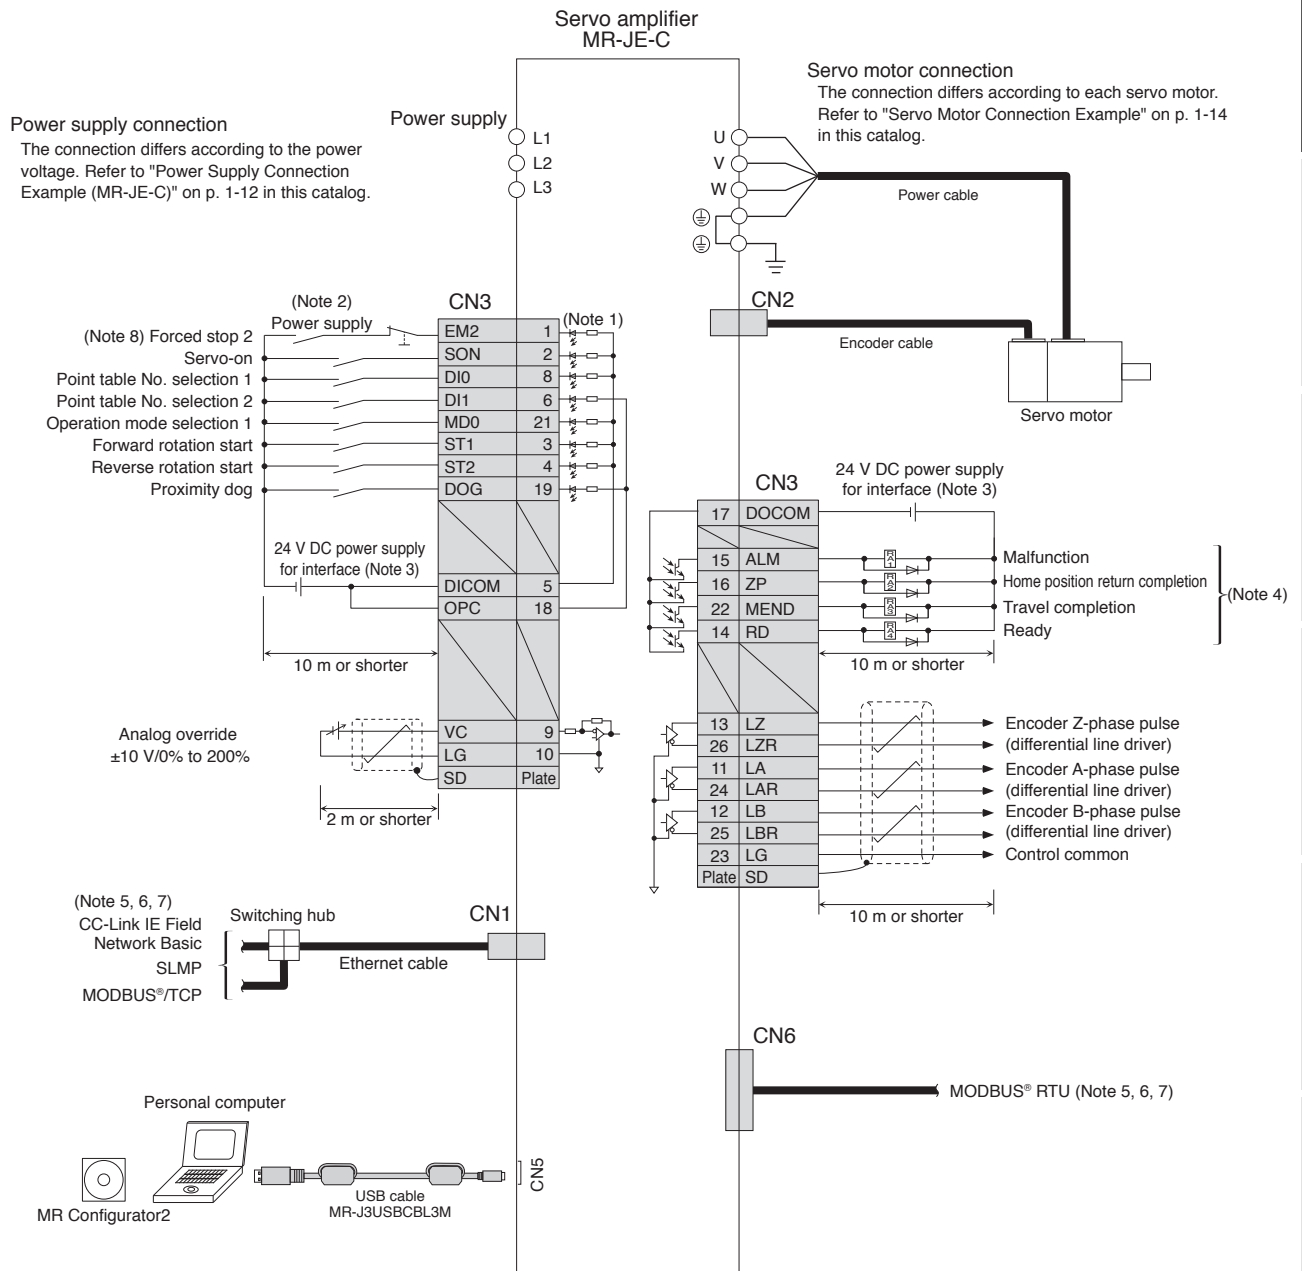 Servo amplifier
MR-JE-C
Power supply connection
The connection differs according to the power
voltage. Refer to "Power Supply Connection
Example (MR-JE-C)" on p. 1-12 in this catalog.
Power supply
L1
L2
L3
Servo motor connection
The connection differs according to each servo motor.
Refer to "Servo Motor Connection Example" on p. 1-14
in this catalog.
U
V
W
Power cable
CN2
Encoder cable
Servo motor
(Note 2)
Power supply
CN3
(Note 1)
(Note 8) Forced stop 2 EM2 1
Servo-on SON 2
Point table No. selection 1 DI0 8
Point table No. selection 2 DI1 6
Operation mode selection 1 MD0 21
Forward rotation start ST1 3
Reverse rotation start ST2 4
Proximity dog DOG 19
24 V DC power supply
for interface (Note 3)
DICOM 5
OPC 18
10 m or shorter
Analog override
±10 V/0% to 200%
VC 9
LG 10
SD Plate
2 m or shorter
CN3
24 V DC power supply
for interface (Note 3)
17 DOCOM
15 ALM RA1 Malfunction
16 ZP RA2 Home position return completion
22 MEND RA3 Travel completion
14 RD RA4 Ready
(Note 4)
10 m or shorter
13 LZ Encoder Z-phase pulse
26 LZR (differential line driver)
11 LA Encoder A-phase pulse
24 LAR (differential line driver)
12 LB Encoder B-phase pulse
25 LBR (differential line driver)
23 LG Control common
Plate SD
10 m or shorter
(Note 5, 6, 7)
CC-Link IE Field
Network Basic
SLMP
MODBUS®/TCP
Switching hub
Ethernet cable
CN1
CN6
MODBUS® RTU (Note 5, 6, 7)
Personal computer
MR Configurator2
USB cable
MR-J3USBCBL3M
CN5